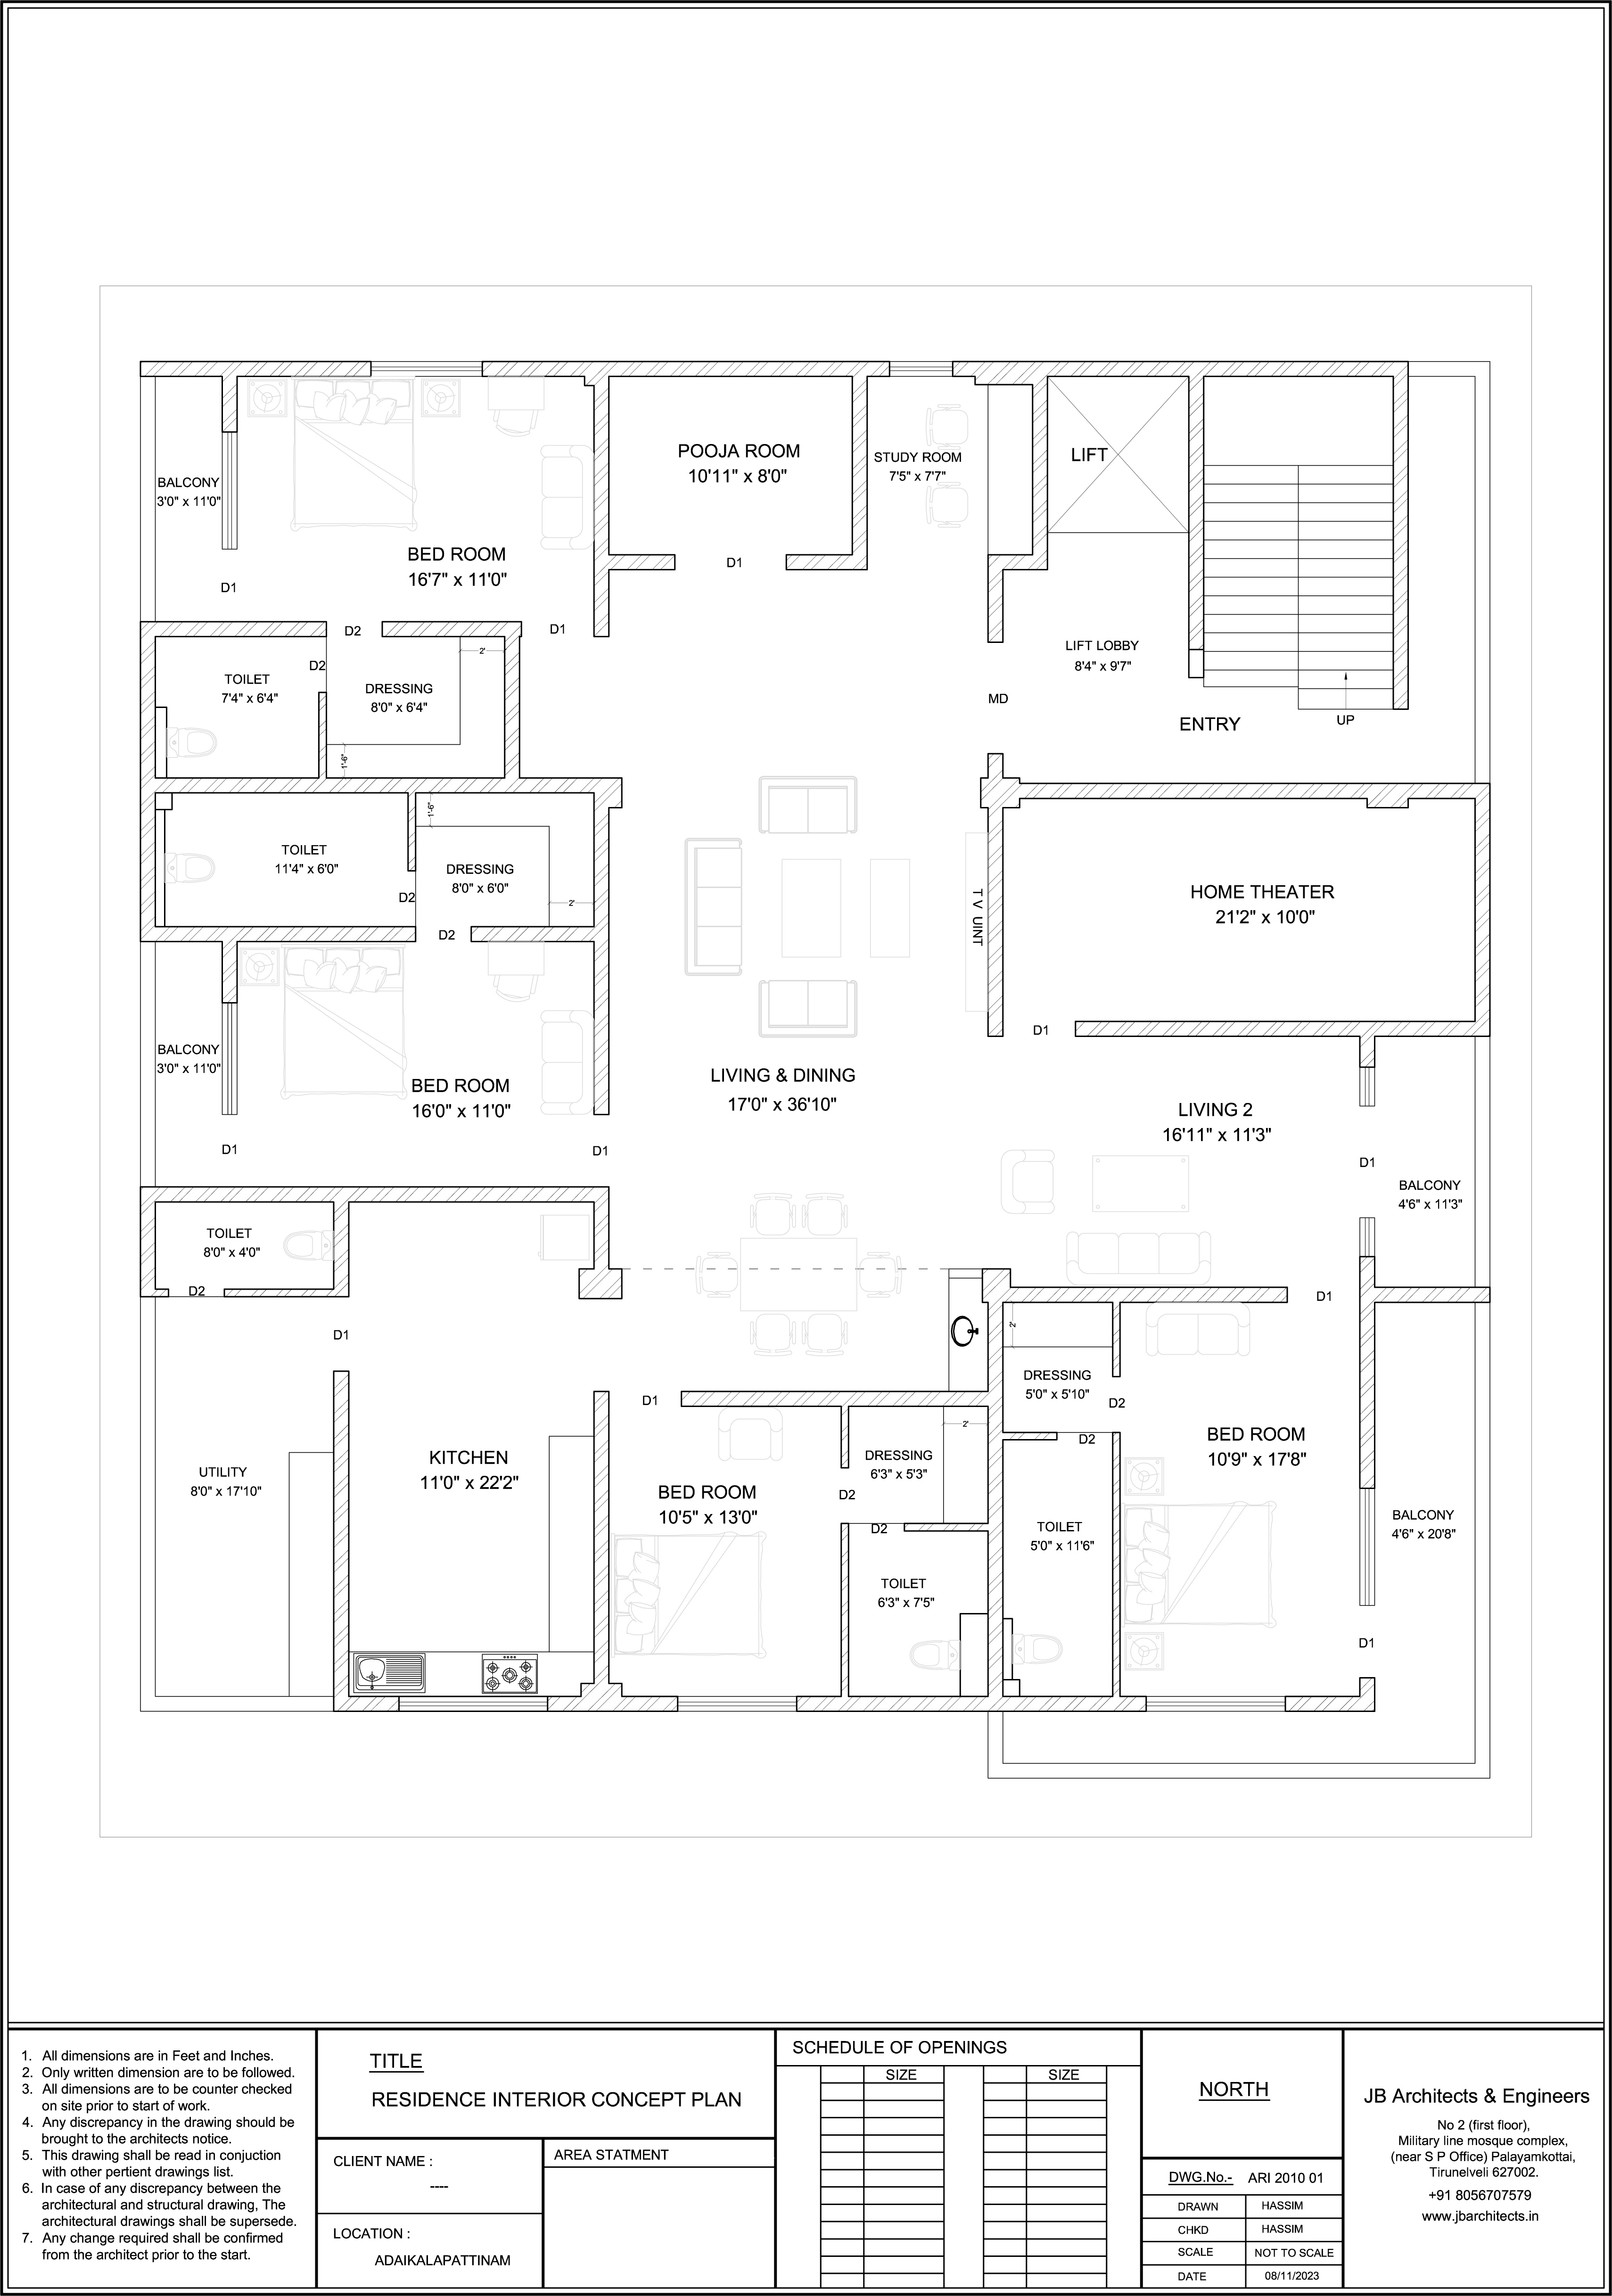 POOJA ROOM
10'11" x 8'0"
STUDY ROOM
7'5" x 7'7"
LIFT
BALCONY
3'0" x 11'0"
BED ROOM
16'7" x 11'0"
D1
D1
D2
D1
2'
D2
LIFT LOBBY
8'4" x 9'7"
TOILET
7'4" x 6'4"
DRESSING
8'0" x 6'4"
MD
ENTRY
UP
1'-6"
1'-6"
TOILET
11'4" x 6'0"
DRESSING
8'0" x 6'0"
D2
2'
D2
T V UINT
HOME THEATER
21'2" x 10'0"
D1
BALCONY
3'0" x 11'0"
BED ROOM
16'0" x 11'0"
LIVING & DINING
17'0" x 36'10"
LIVING 2
16'11" x 11'3"
D1
D1
D1
BALCONY
4'6" x 11'3"
TOILET
8'0" x 4'0"
D2
D1
D1
2'
DRESSING
5'0" x 5'10"
D2
D1
2'
D2
KITCHEN
11'0" x 22'2"
UTILITY
8'0" x 17'10"
DRESSING
6'3" x 5'3"
BED ROOM
10'5" x 13'0"
D2
D2
BED ROOM
10'9" x 17'8"
TOILET
5'0" x 11'6"
BALCONY
4'6" x 20'8"
TOILET
6'3" x 7'5"
D1
1. All dimensions are in Feet and Inches.
2. Only written dimension are to be followed.
3. All dimensions are to be counter checked
on site prior to start of work.
4. Any discrepancy in the drawing should be
brought to the architects notice.
5. This drawing shall be read in conjuction
with other pertient drawings list.
6. In case of any discrepancy between the
architectural and structural drawing, The
architectural drawings shall be supersede.
7. Any change required shall be confirmed
from the architect prior to the start.
TITLE
RESIDENCE INTERIOR CONCEPT PLAN
CLIENT NAME :
----
LOCATION :
ADAIKALAPATTINAM
AREA STATMENT
SCHEDULE OF OPENINGS
SIZE
SIZE
NORTH
DWG.No.- ARI 2010 01
DRAWN HASSIM
CHKD HASSIM
SCALE NOT TO SCALE
DATE 08/11/2023
JB Architects & Engineers
No 2 (first floor),
Military line mosque complex,
(near S P Office) Palayamkottai,
Tirunelveli 627002.
+91 8056707579
www.jbarchitects.in